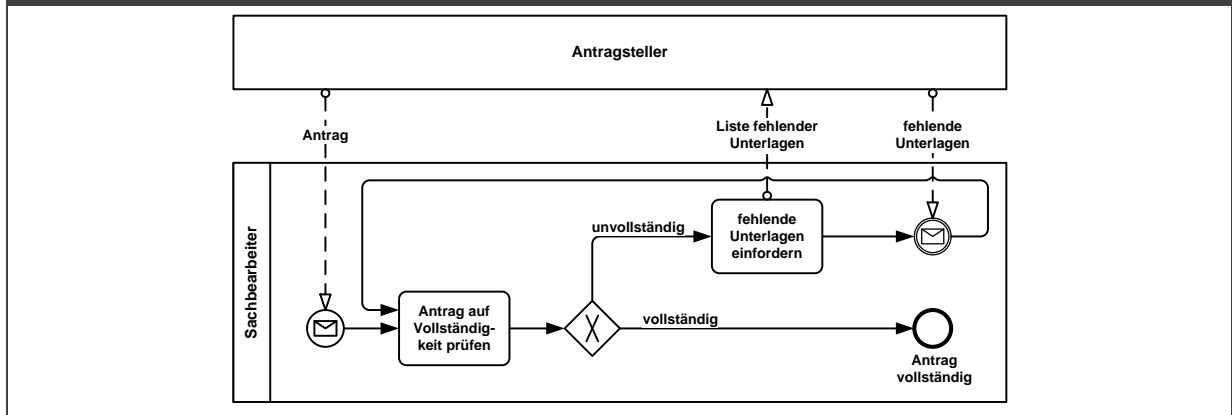 Antragsteller
Antrag
Liste fehlender
Unterlagen
fehlende
Unterlagen
Sachbearbeiter
unvollständig
fehlende
Unterlagen
einfordern
Antrag auf
Vollständig-
keit prüfen
X
vollständig
Antrag
vollständig